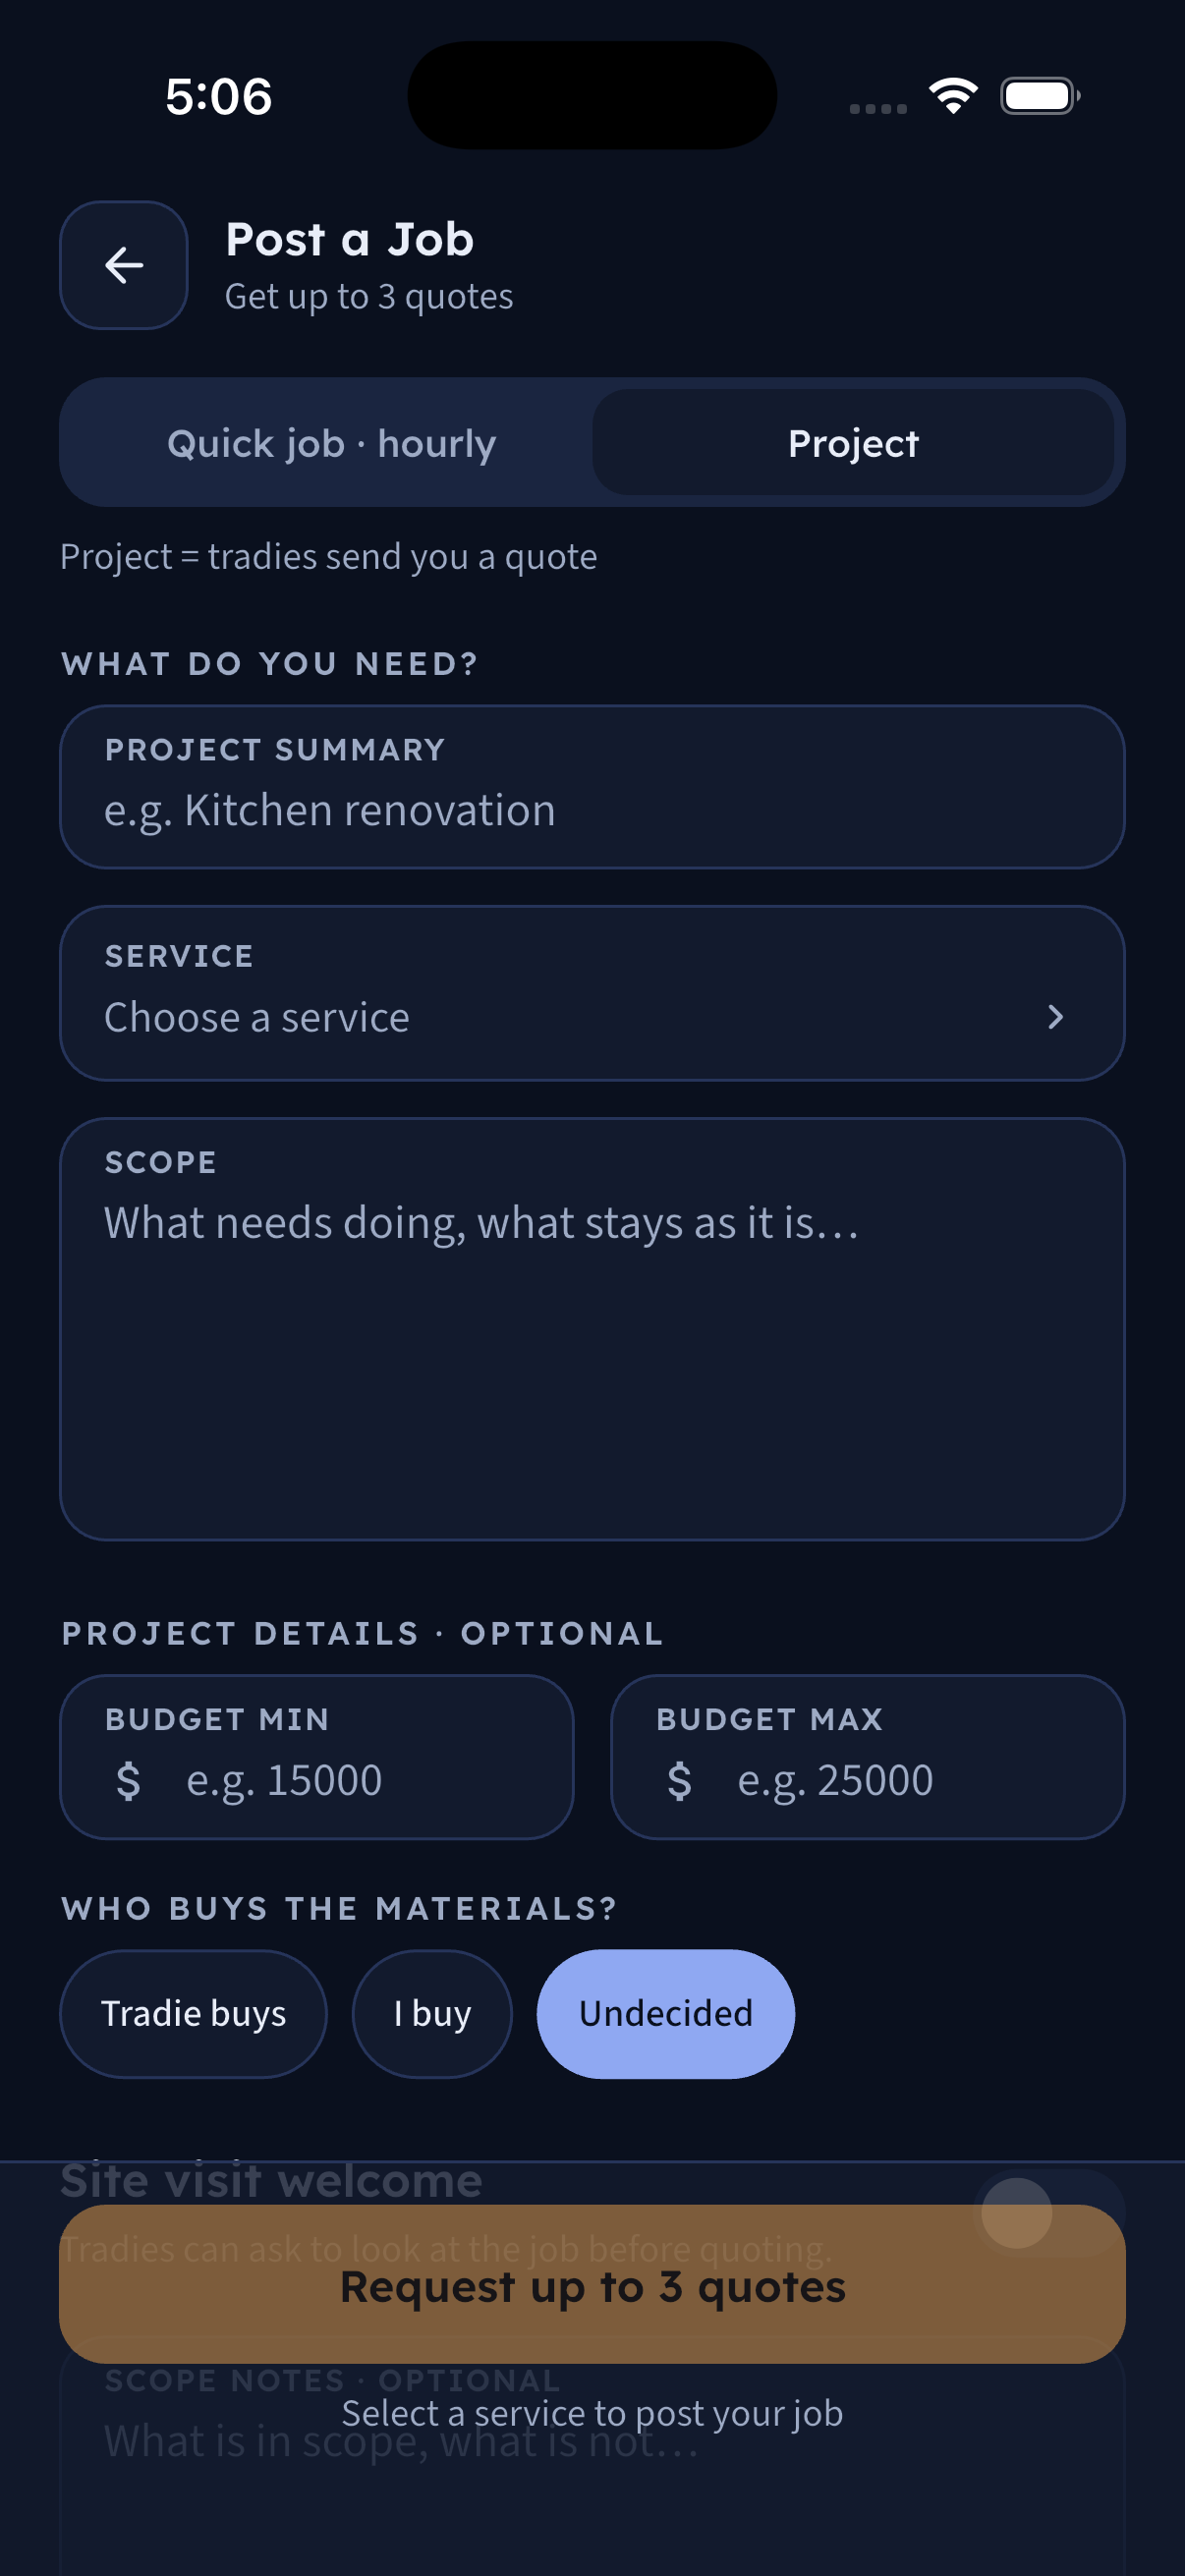 5:06
Post a Job
Get up to 3 quotes
Quick job · hourly
Project
Project = tradies send you a quote
WHAT DO YOU NEED?
PROJECT SUMMARY
e.g. Kitchen renovation
SERVICE
Choose a service
SCOPE
What needs doing, what stays as it is...
PROJECT DETAILS · OPTIONAL
BUDGET MIN
$ e.g. 15000
BUDGET MAX
$ e.g. 25000
WHO BUYS THE MATERIALS?
Tradie buys
I buy
Undecided
Site visit welcome
Tradies can ask to look at the job before quoting.
Request up to 3 quotes
SCOPE NOTES · OPTIONAL
Select a service to post your job
What is in scope, what is not...